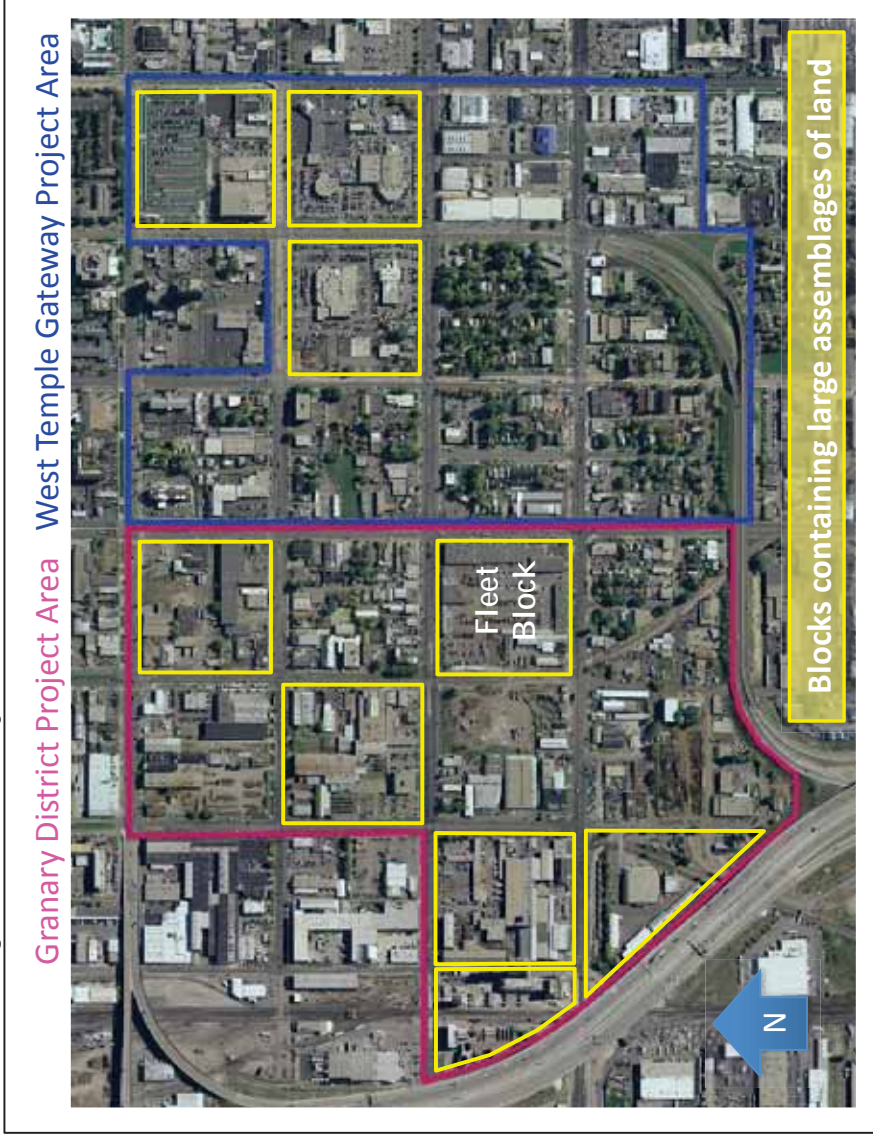 Granary District Project Area
West Temple Gateway Project Area
Fleet
Block
Blocks containing large assemblages of land
N